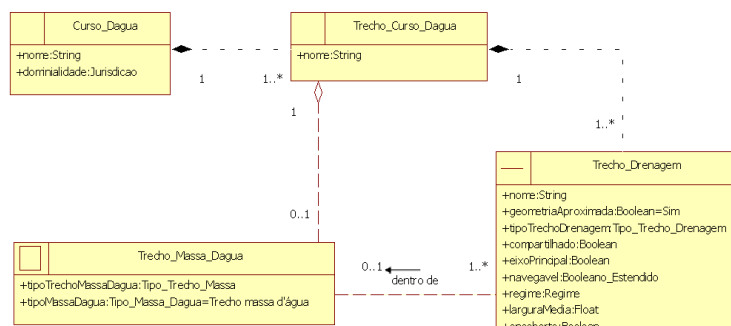 Curso_Dagua
+nome:String
+dominialidade:Jurisdicao
1
1..*
Trecho_Curso_Dagua
+nome:String
1
1
1..*
0..1
Trecho_Drenagem
+nome:String
+geometriaAproximada:Boolean=Sim
+tipoTrechoDrenagem:Tipo_Trecho_Drenagem
+compartilhado:Boolean
+eixoPrincipal:Boolean
+navegavel:Booleano_Estendido
+regime:Regime
+larguraMedia:Float
+encoberto:Boolean
Trecho_Massa_Dagua
+tipoTrechoMassaDagua:Tipo_Trecho_Massa
+tipoMassaDagua:Tipo_Massa_Dagua=Trecho massa d'água
0..1
1..*
dentro de